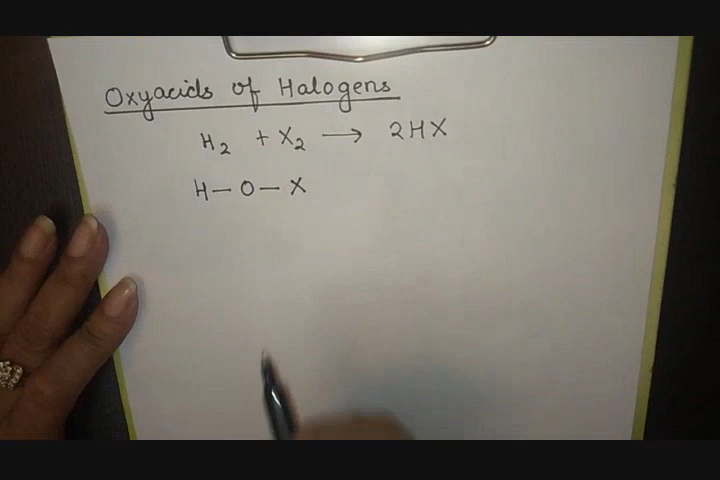 Oxyacids of Halogens
H₂ + X₂ ⟶ 2HX
H — O — X